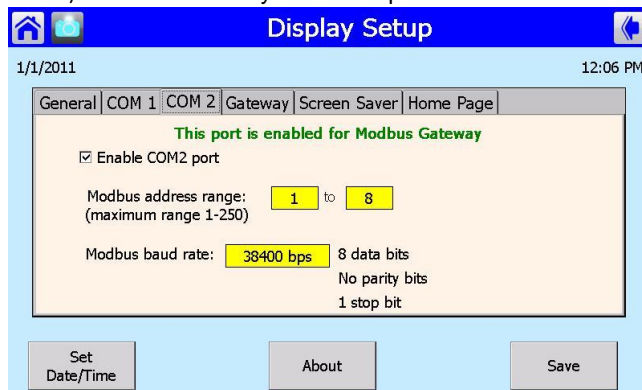 Display Setup
1/1/2011 12:06 PM
General COM 1 COM 2 Gateway Screen Saver Home Page
This port is enabled for Modbus Gateway
Enable COM2 port
Modbus address range: 1 to 8
(maximum range 1-250)
Modbus baud rate: 38400 bps 8 data bits
No parity bits
1 stop bit
Set
Date/Time
About
Save